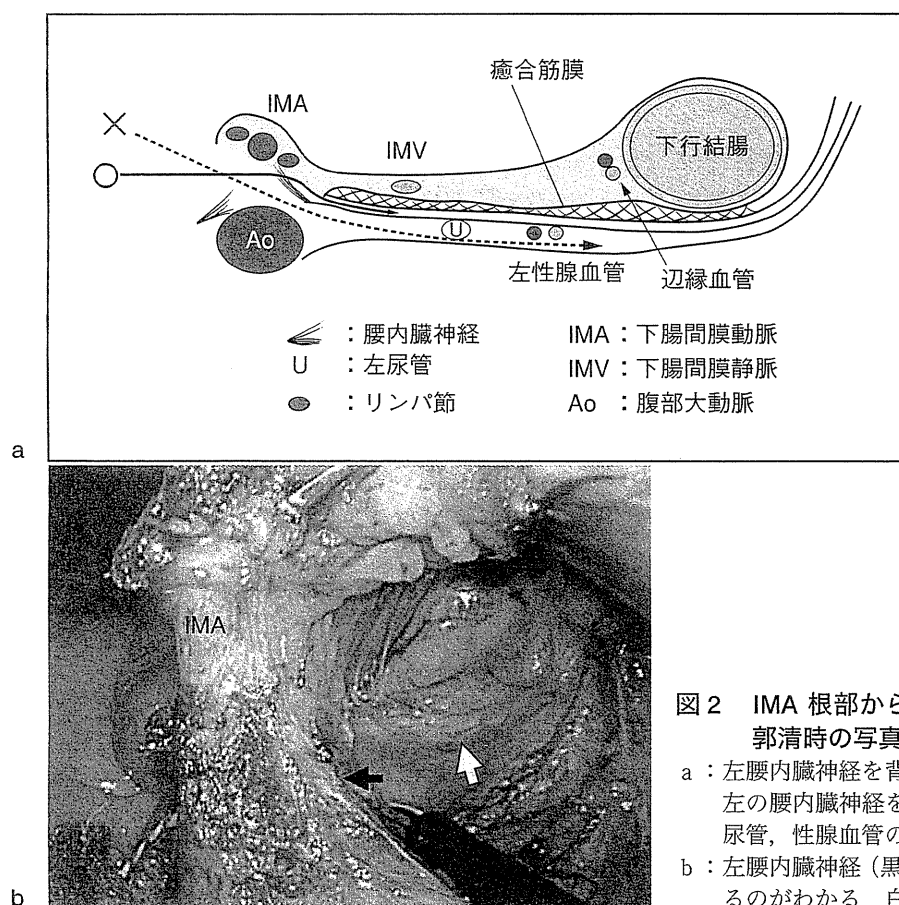 癒合筋膜
IMA
IMV
下行結腸
Ao
U
左性腺血管
辺縁血管
：腰内臓神経
U ：左尿管
：リンパ節
IMA：下腸間膜動脈
IMV：下腸間膜静脈
Ao ：腹部大動脈
a
IMA
b
図2 IMA 根部から
郭清時の写真
a：左腰内臓神経を背
左の腰内臓神経を
尿管，性腺血管の
b：左腰内臓神経（黒
るのがわかる 白